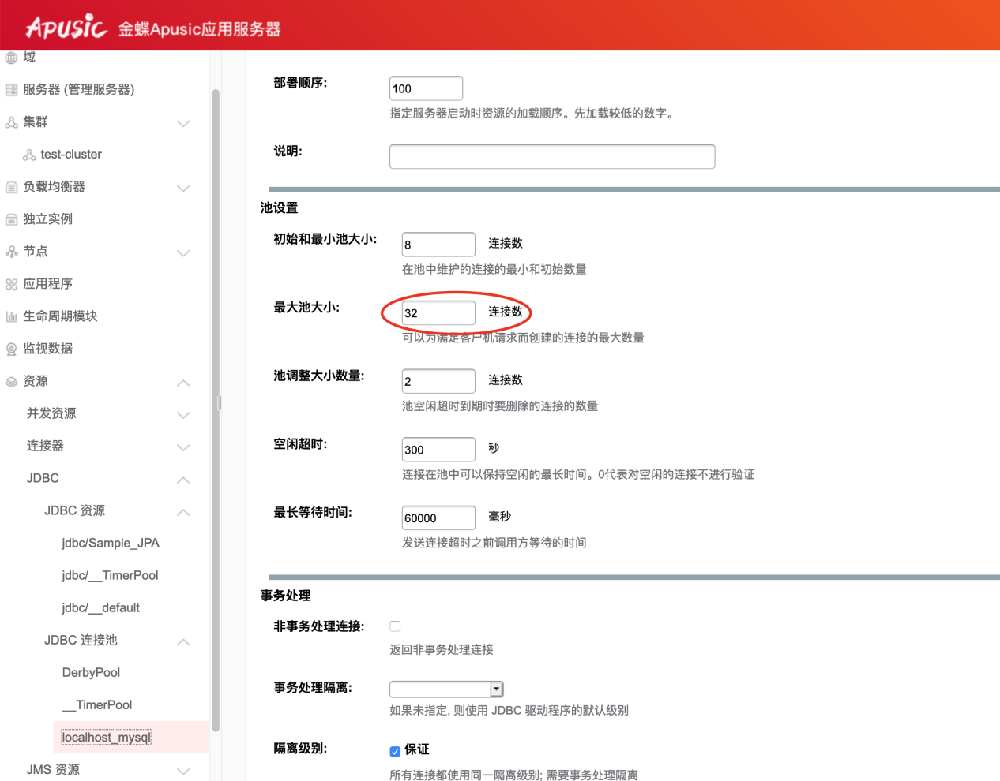 Apusic 金蝶Apusic应用服务器
域
服务器 (管理服务器)
集群
test-cluster
负载均衡器
独立实例
节点
应用程序
生命周期模块
监视数据
资源
并发资源
连接器
JDBC
JDBC 资源
jdbc/Sample_JPA
jdbc/__TimerPool
jdbc/__default
JDBC 连接池
DerbyPool
__TimerPool
localhost_mysql
JMS 资源
部署顺序: 100
指定服务器启动时资源的加载顺序。先加载较低的数字。
说明:
池设置
初始和最小池大小: 8 连接数
在池中维护的连接的最小和初始数量
最大池大小: 32 连接数
可以为满足客户机请求而创建的连接的最大数量
池调整大小数量: 2 连接数
池空闲超时到期时要删除的连接的数量
空闲超时: 300 秒
连接在池中可以保持空闲的最长时间。0代表对空闲的连接不进行验证
最长等待时间: 60000 毫秒
发送连接超时之前调用方等待的时间
事务处理
非事务处理连接:
返回非事务处理连接
事务处理隔离:
如果未指定, 则使用 JDBC 驱动程序的默认级别
隔离级别: 保证
所有连接都使用同一隔离级别; 需要事务处理隔离